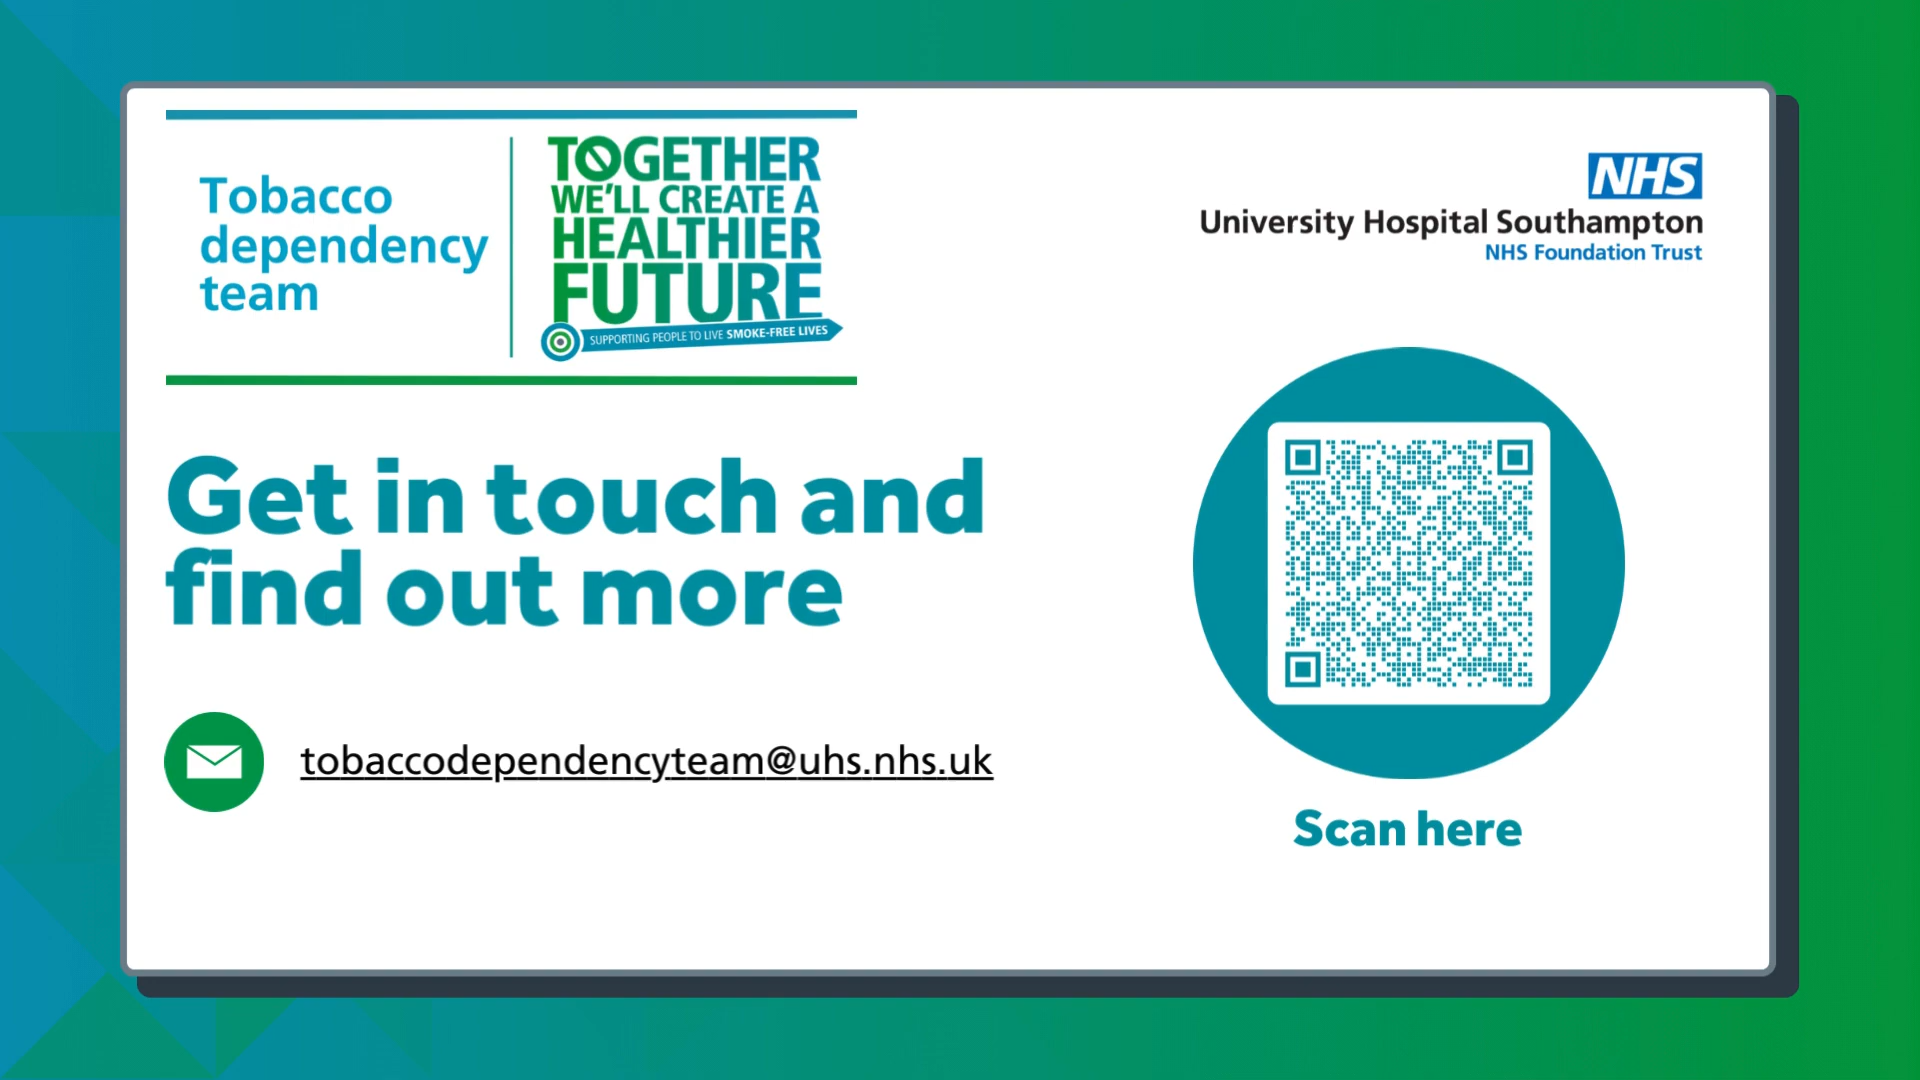 Tobacco
dependency
team
TOGETHER
WE'LL CREATE A
HEALTHIER
FUTURE
SUPPORTING PEOPLE TO LIVE SMOKE-FREE LIVES
NHS
University Hospital Southampton
NHS Foundation Trust
Get in touch and
find out more
tobaccodependencyteam@uhs.nhs.uk
Scan here